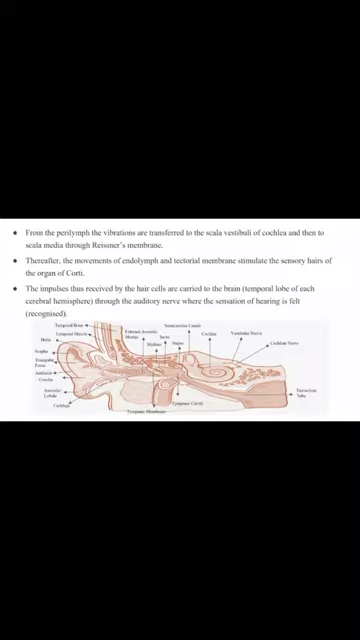 From the perilymph the vibrations are transferred to the scala vestibuli of cochlea and then to
scala media through Reissner's membrane.
Thereafter, the movements of endolymph and tectorial membrane stimulate the sensory hairs of
the organ of Corti.
The impulses thus received by the hair cells are carried to the brain (temporal lobe of each
cerebral hemisphere) through the auditory nerve where the sensation of hearing is felt
(recognised).
Temporal Bone
Temporal Muscle
Helix
Scapha
Triangular
Fossa
Antihelix
Concha
Auricular
Lobule
Cartilage
External Acoustic
Meatus
Malleus
Incus
Semicircular Canals
Stapes
Cochlea
Vestibular Nerve
Cochlear Nerve
Eustachian
Tube
Tympanic Cavity
Tympanic Membrane